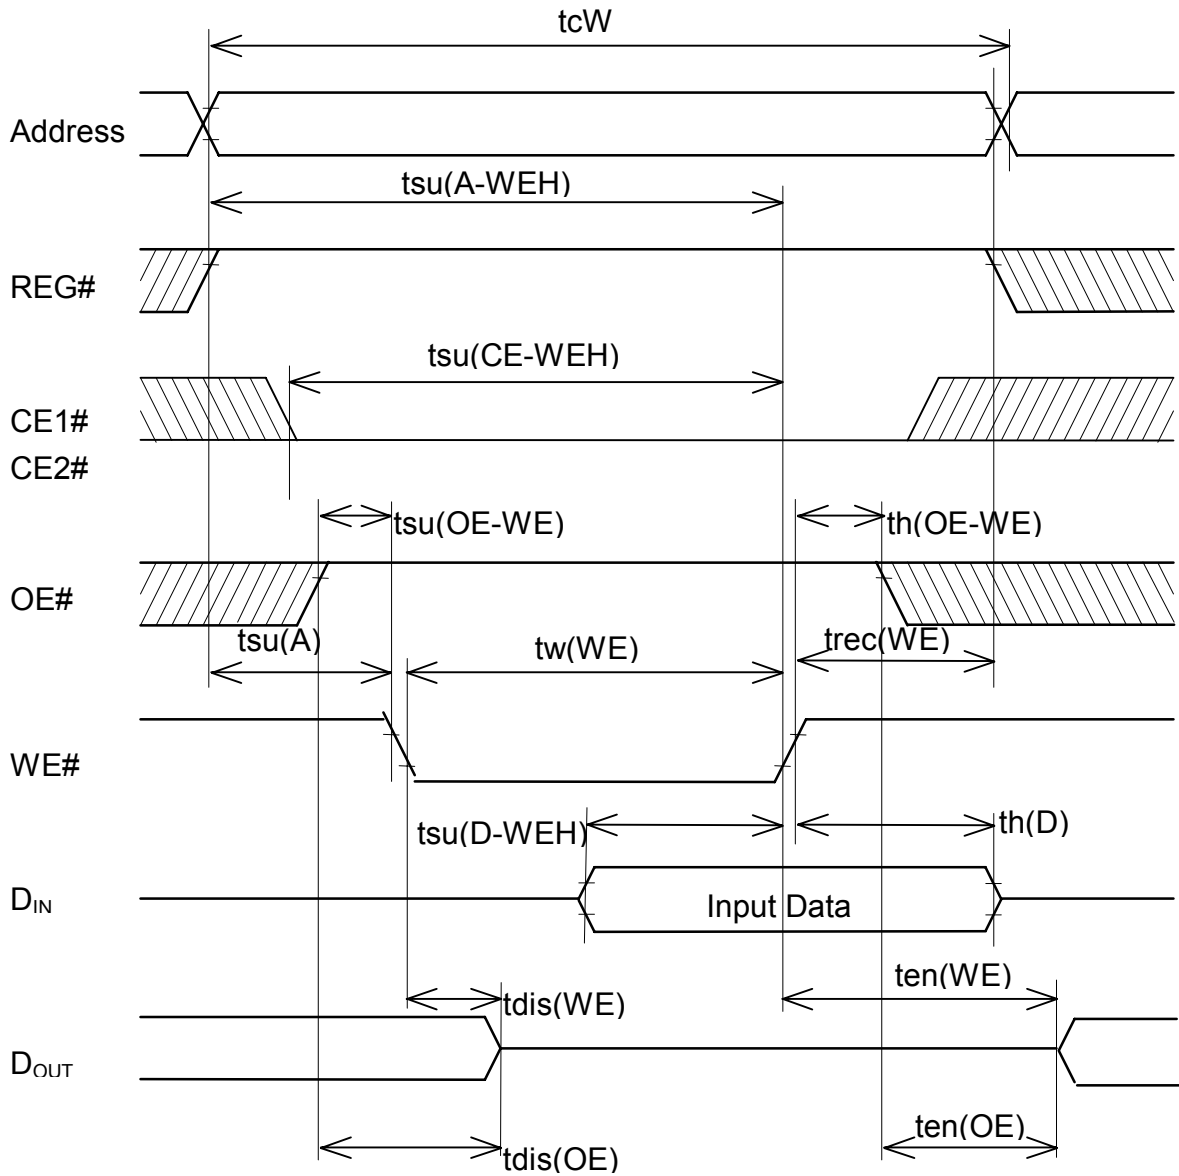 tcW
Address
tsu(A-WEH)
REG#
tsu(CE-WEH)
CE1#
CE2#
tsu(OE-WE)
th(OE-WE)
OE#
tsu(A)
tw(WE)
trec(WE)
WE#
tsu(D-WEH)
th(D)
DIN
Input Data
ten(WE)
tdis(WE)
DOUT
ten(OE)
tdis(OE)